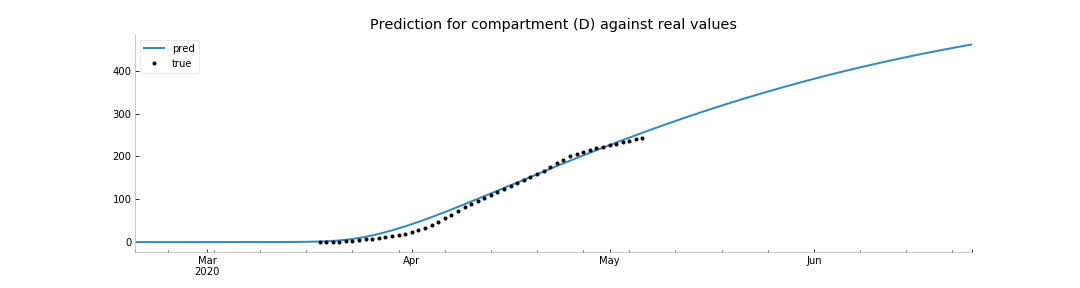 Prediction for compartment (D) against real values
pred
true
400
300
200
100
0
Mar
2020
Apr
May
Jun